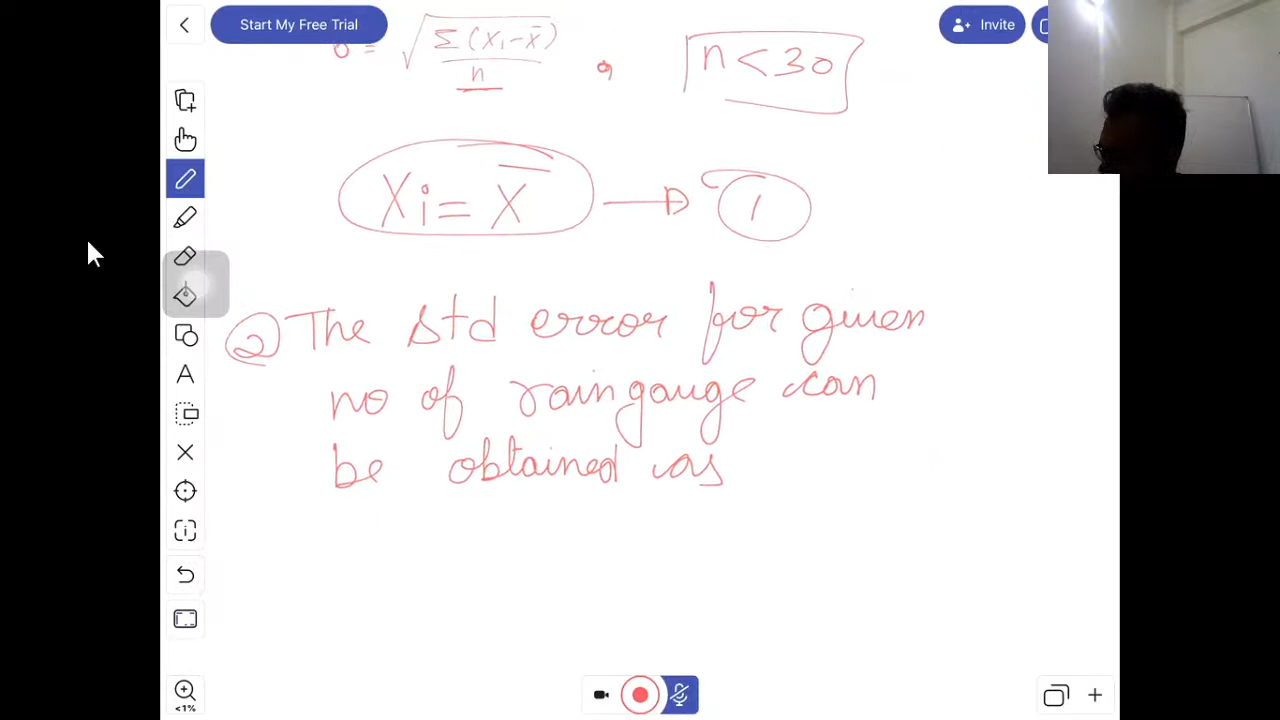 Start My Free Trial
Invite
σ = √ Σ (Xi-X̄) / n , n < 30
Xi = X̄ → 1
② The std error for given
no of raingauge can
be obtained as
<1%